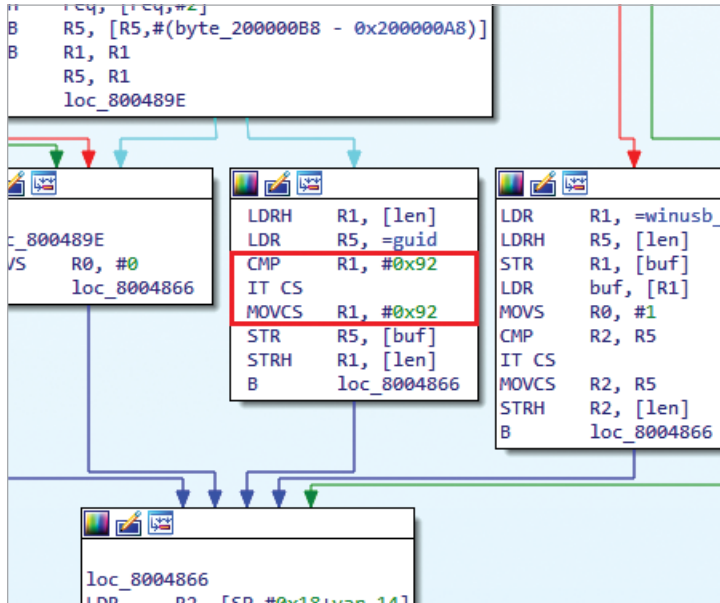 R5, [R5,#(byte_200000B8 - 0x200000A8)]
B R1, R1
R5, R1
loc_800489E
LDRH R1, [len]
LDR R5, =guid
CMP R1, #0x92
IT CS
MOVCS R1, #0x92
STR R5, [buf]
STRH R1, [len]
B loc_8004866
_800489E
R0, #0
loc_8004866
LDR R1, =winusb_
LDRH R5, [len]
STR R1, [buf]
LDR buf, [R1]
MOVS R0, #1
CMP R2, R5
IT CS
MOVCS R2, R5
STRH R2, [len]
B loc_8004866
loc_8004866